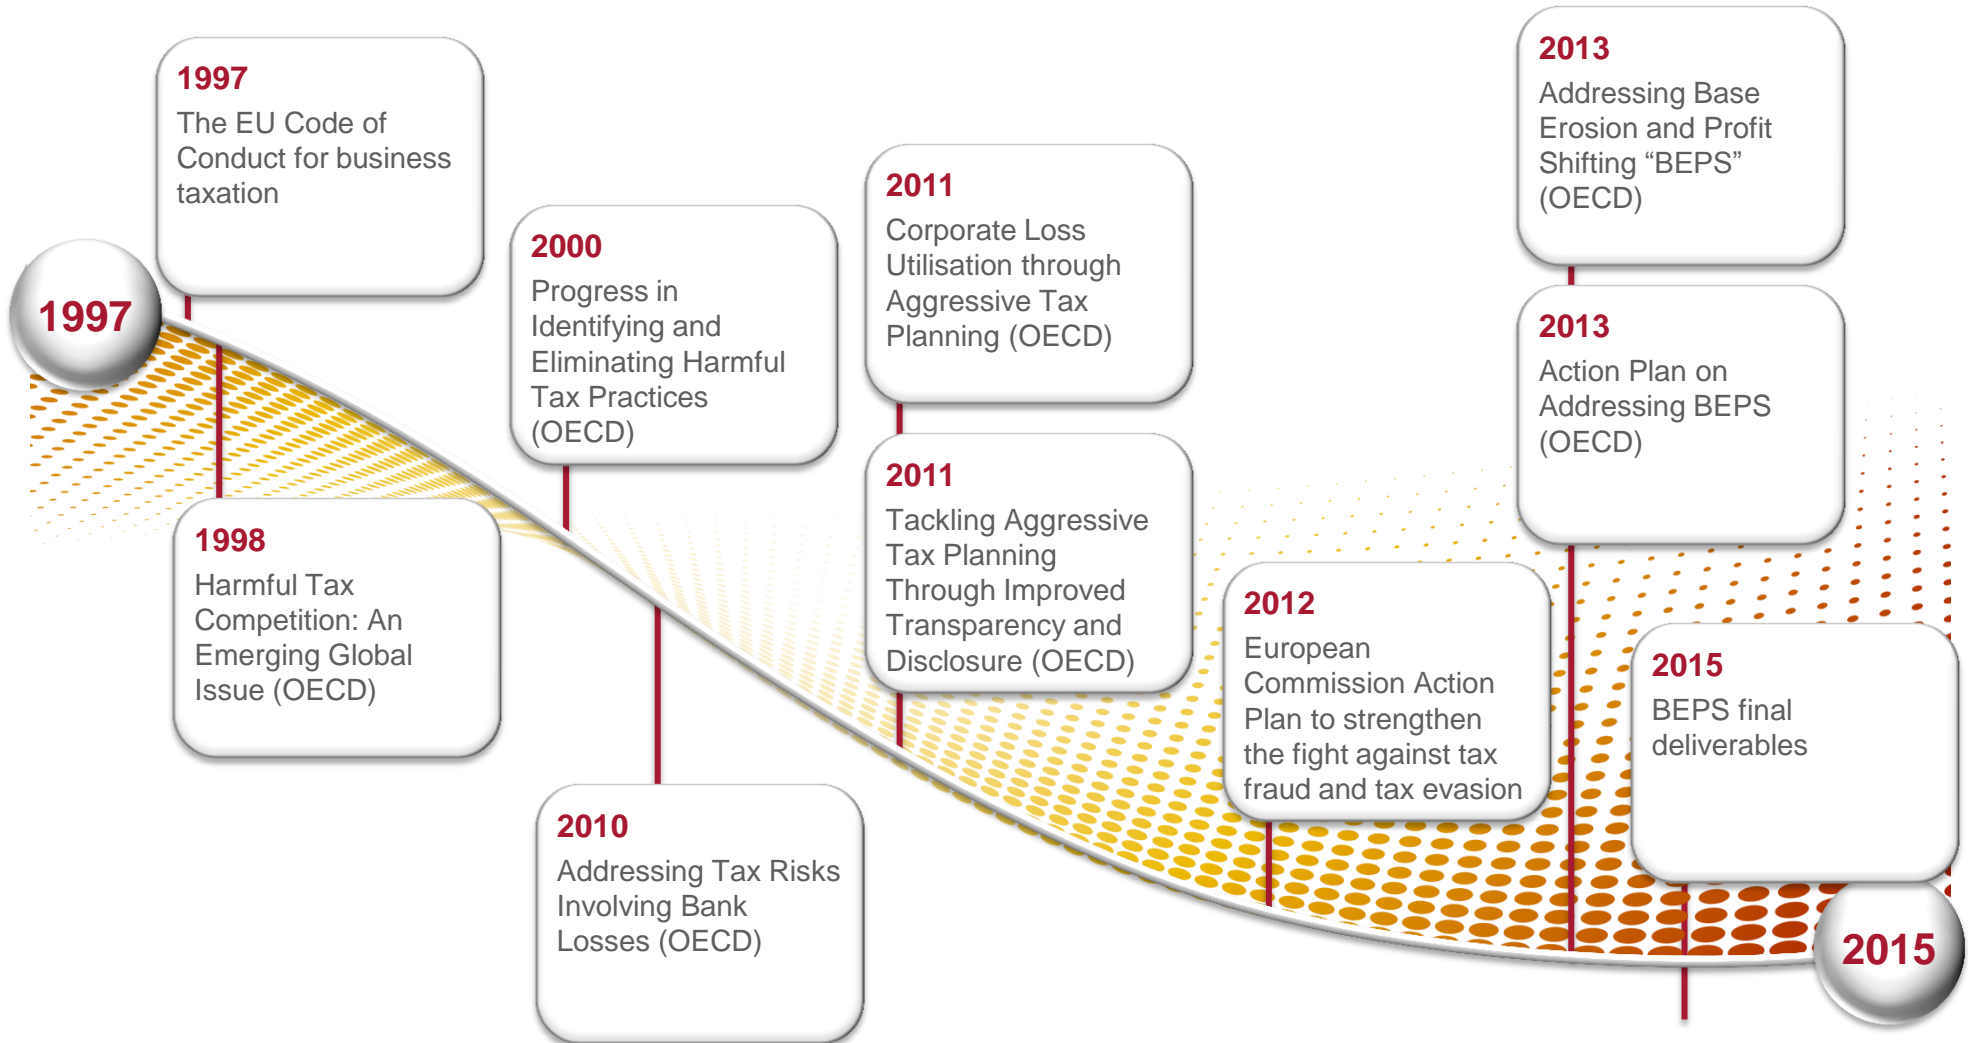 1997
1997
The EU Code of
Conduct for business
taxation
1998
Harmful Tax
Competition: An
Emerging Global
Issue (OECD)
2000
Progress in
Identifying and
Eliminating Harmful
Tax Practices
(OECD)
2010
Addressing Tax Risks
Involving Bank
Losses (OECD)
2011
Corporate Loss
Utilisation through
Aggressive Tax
Planning (OECD)
2011
Tackling Aggressive
Tax Planning
Through Improved
Transparency and
Disclosure (OECD)
2012
European
Commission Action
Plan to strengthen
the fight against tax
fraud and tax evasion
2013
Addressing Base
Erosion and Profit
Shifting “BEPS”
(OECD)
2013
Action Plan on
Addressing BEPS
(OECD)
2015
BEPS final
deliverables
2015